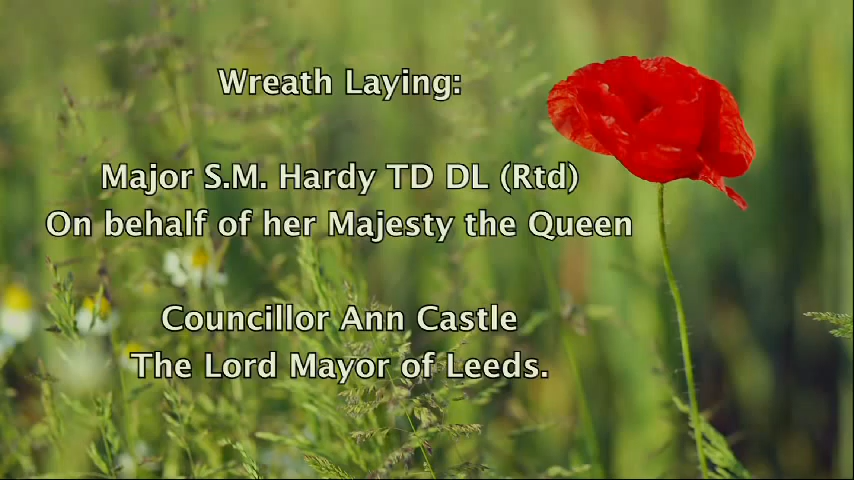 Wreath Laying:
Major S.M. Hardy TD DL (Rtd)
On behalf of her Majesty the Queen
Councillor Ann Castle
The Lord Mayor of Leeds.